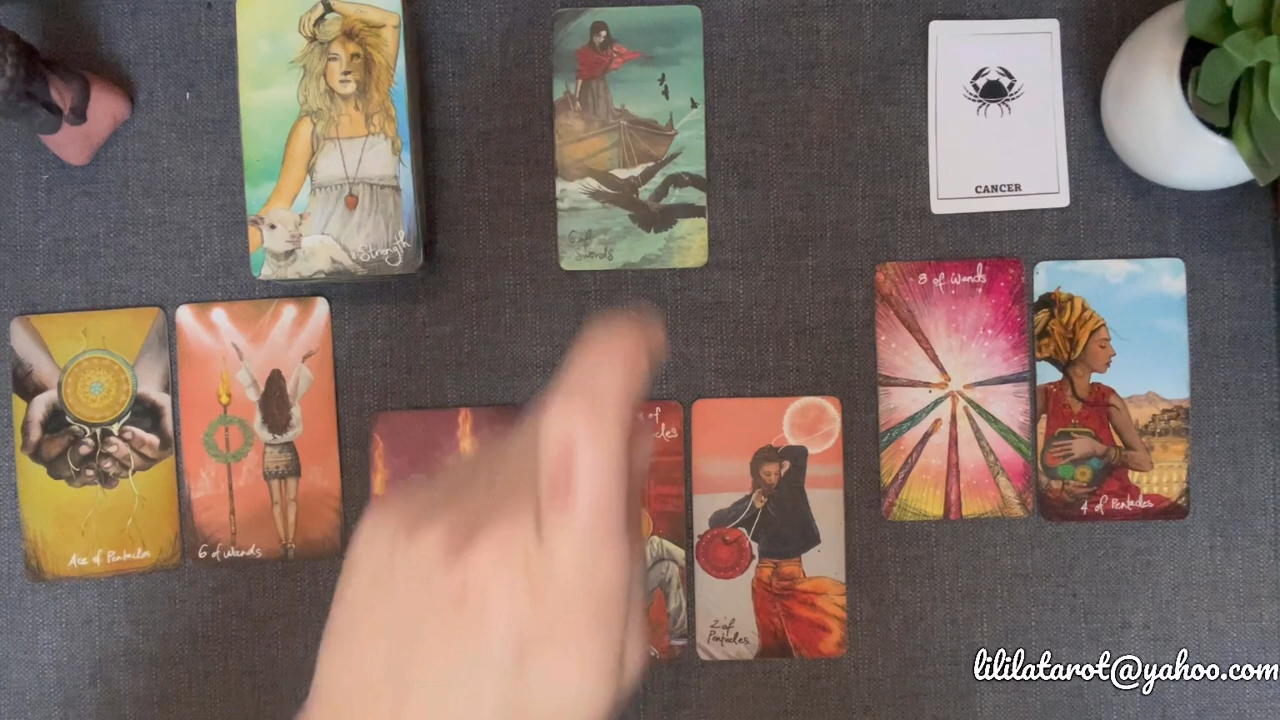 Strength
6 of
Swords
CANCER
8 of Wands
Ace of Pentacles
6 of Wands
of
2 of
Pentacles
4 of Pentacles
lililatarot@yahoo.com